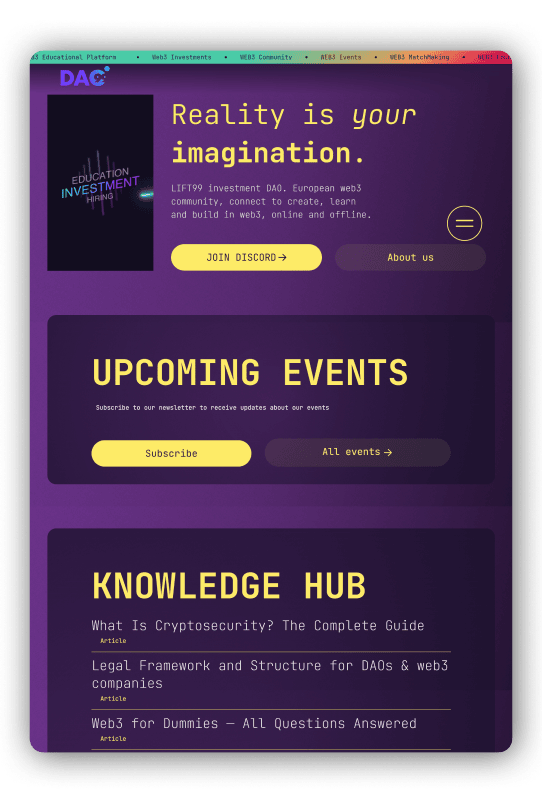 Educational Platform • Web3 Investments • WEB3 Community • WEB3 Events • WEB3 MatchMaking •
DAO
EDUCATION
INVESTMENT
HIRING
Reality is your
imagination.
LIFT99 investment DAO. European web3
community, connect to create, learn
and build in web3, online and offline.
JOIN DISCORD→
About us
UPCOMING EVENTS
Subscribe to our newsletter to receive updates about our events
Subscribe
All events →
KNOWLEDGE HUB
What Is Cryptosecurity? The Complete Guide
Article
Legal Framework and Structure for DAOs & web3
companies
Article
Web3 for Dummies — All Questions Answered
Article